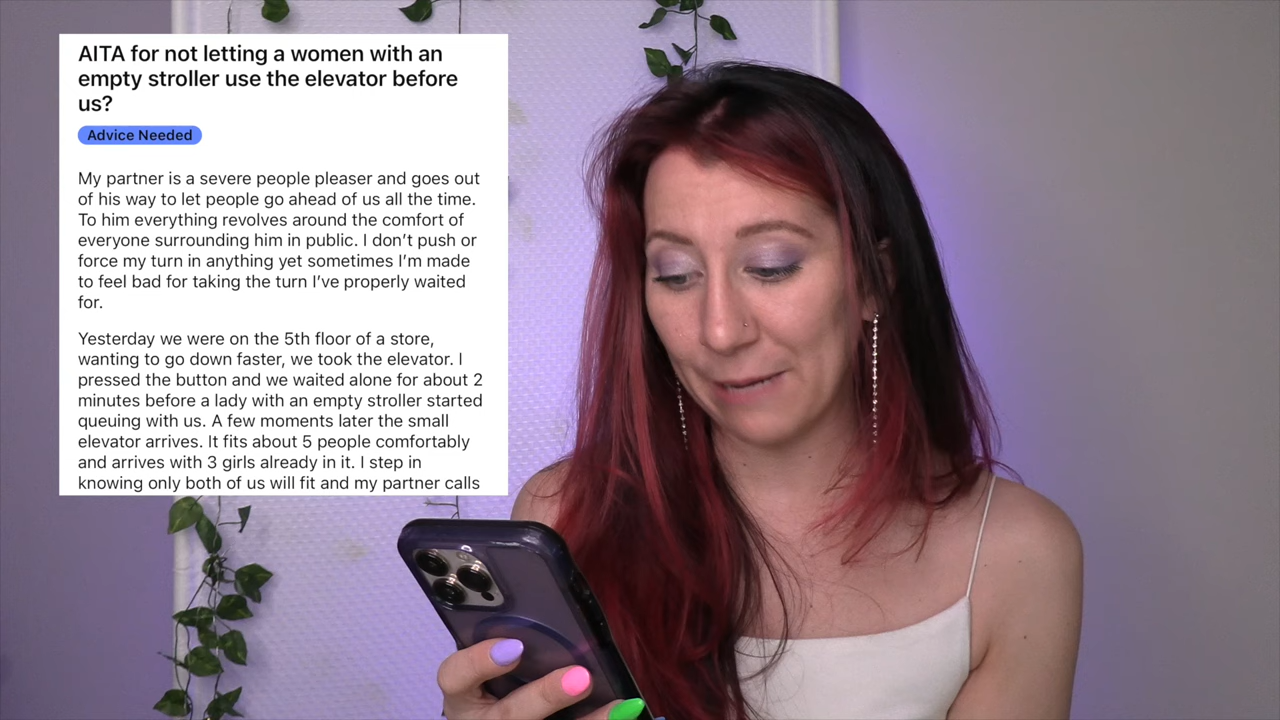 AITA for not letting a women with an
empty stroller use the elevator before
us?
Advice Needed
My partner is a severe people pleaser and goes out
of his way to let people go ahead of us all the time.
To him everything revolves around the comfort of
everyone surrounding him in public. I don’t push or
force my turn in anything yet sometimes I’m made
to feel bad for taking the turn I’ve properly waited
for.
Yesterday we were on the 5th floor of a store,
wanting to go down faster, we took the elevator. I
pressed the button and we waited alone for about 2
minutes before a lady with an empty stroller started
queuing with us. A few moments later the small
elevator arrives. It fits about 5 people comfortably
and arrives with 3 girls already in it. I step in
knowing only both of us will fit and my partner calls